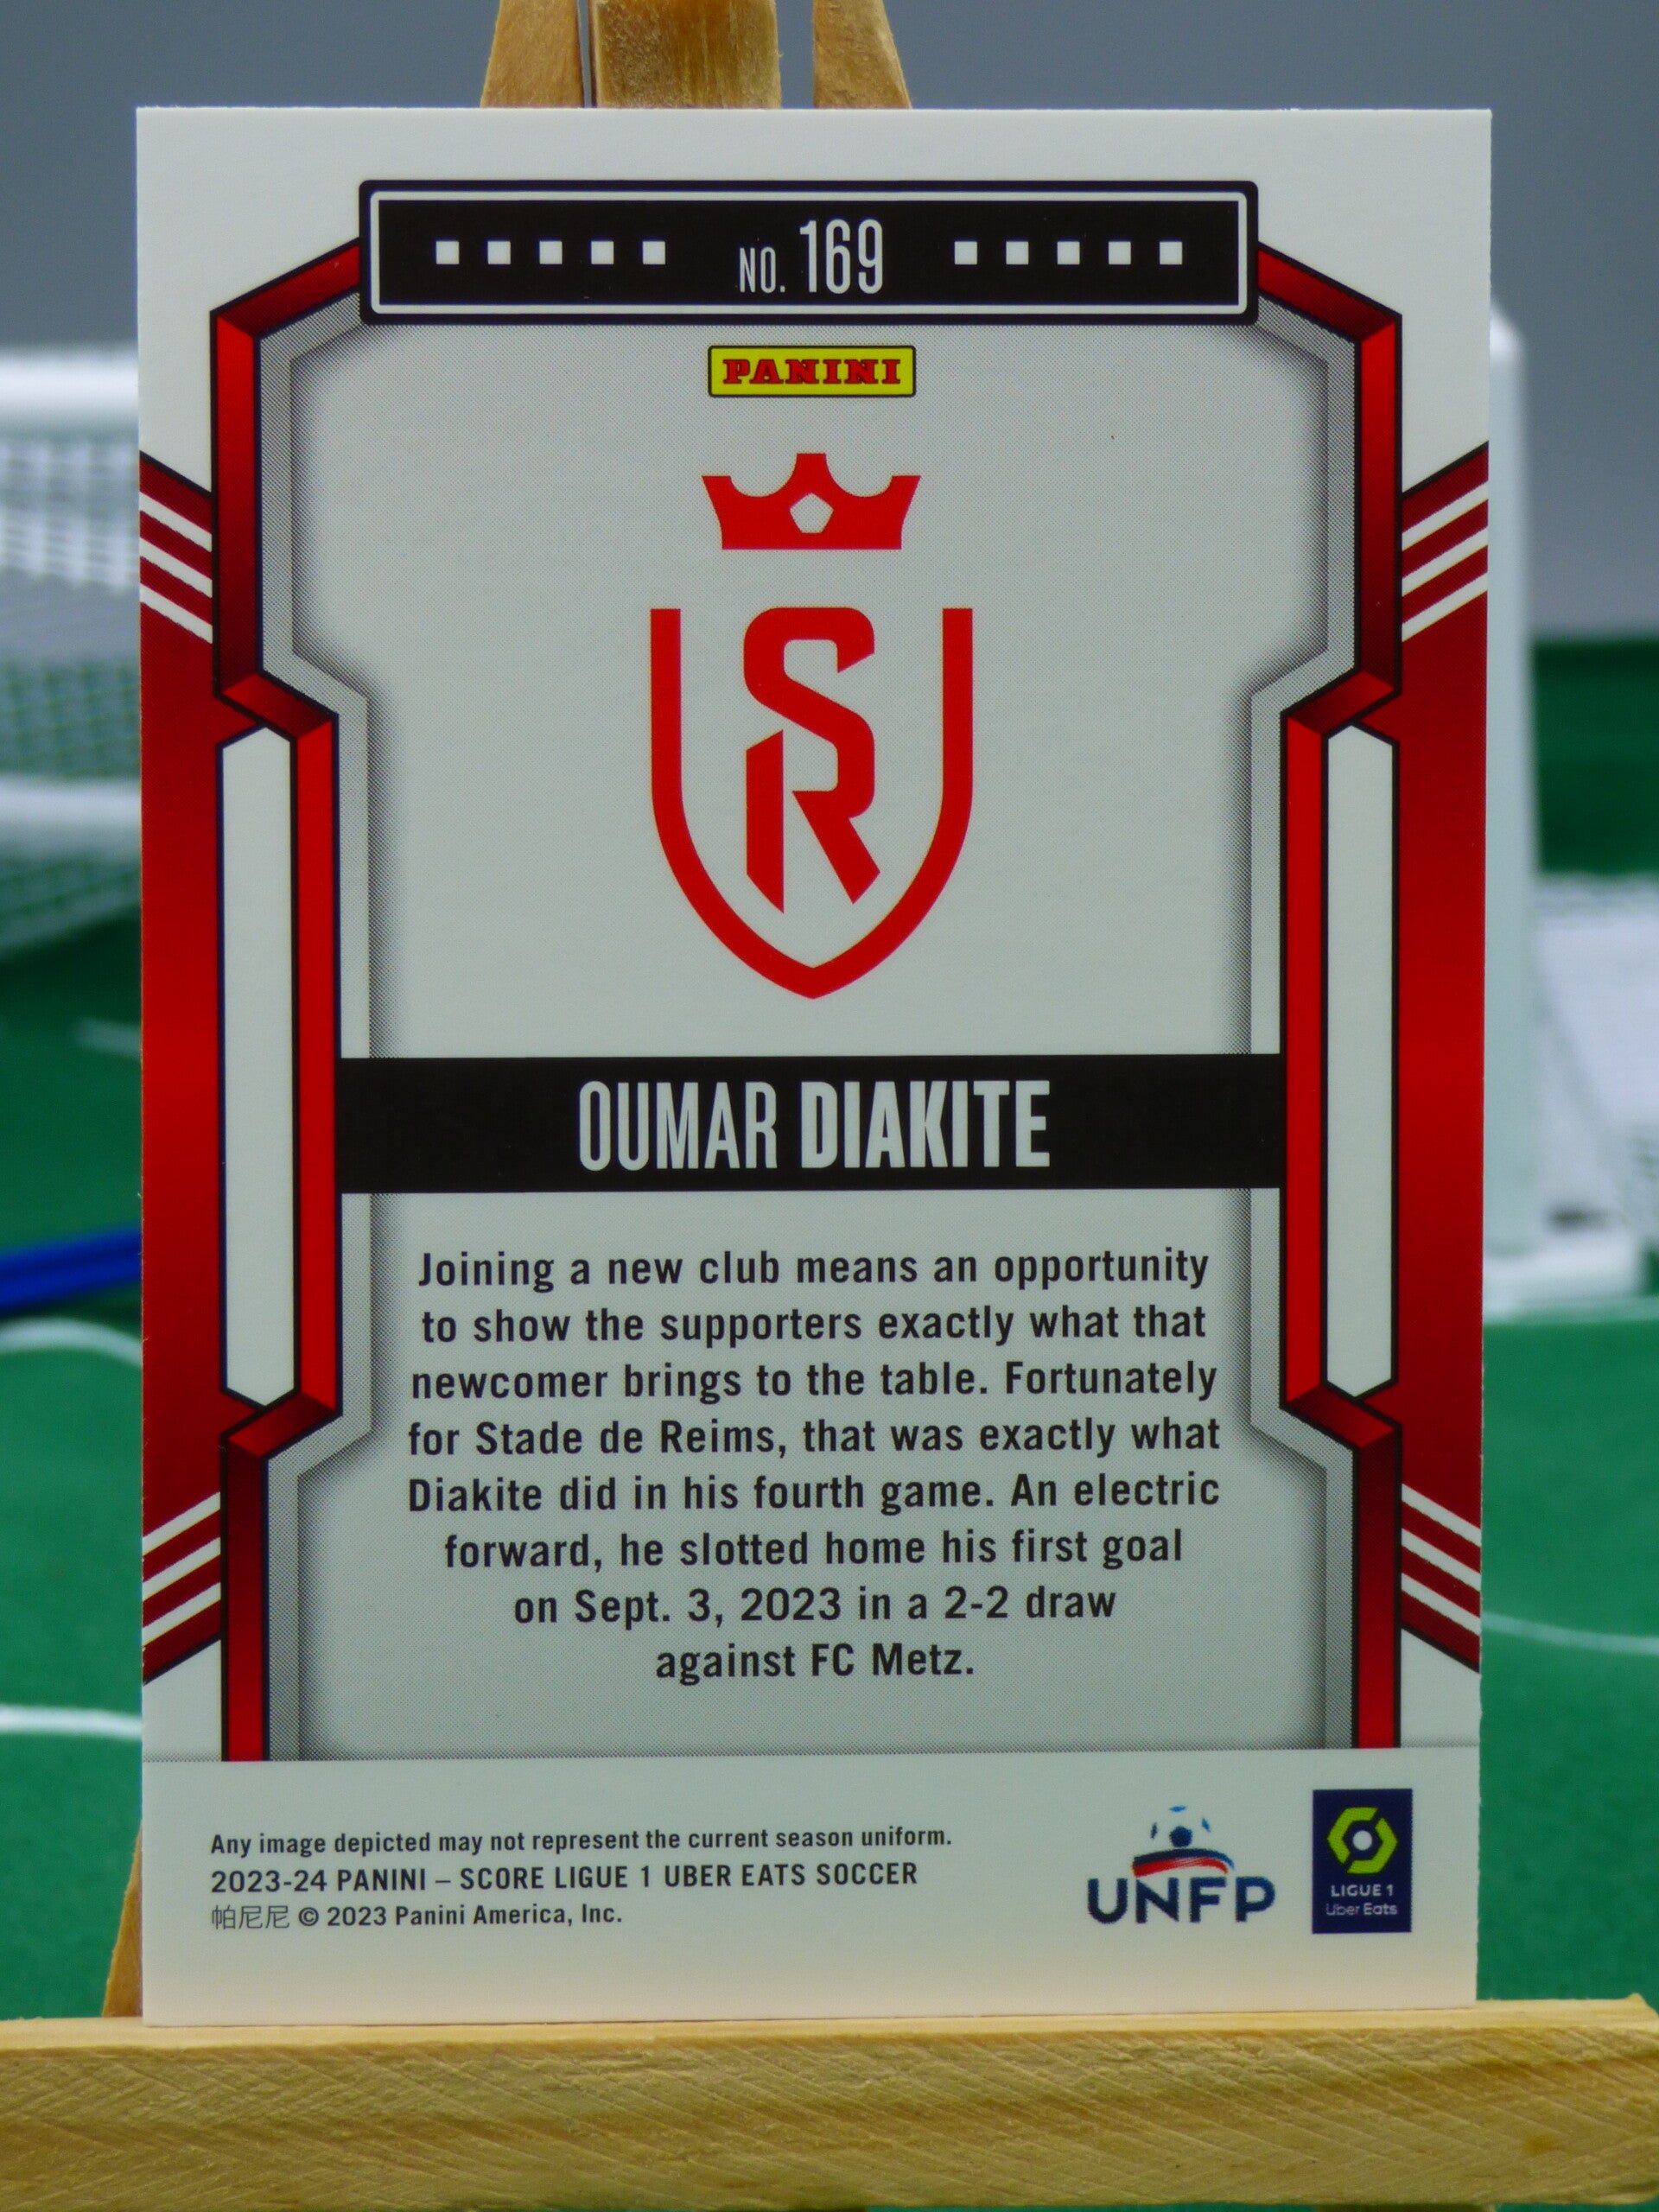 NO. 169
PANINI
SR
OUMAR DIAKITE
Joining a new club means an opportunity
to show the supporters exactly what that
newcomer brings to the table. Fortunately
for Stade de Reims, that was exactly what
Diakite did in his fourth game. An electric
forward, he slotted home his first goal
on Sept. 3, 2023 in a 2-2 draw
against FC Metz.
Any image depicted may not represent the current season uniform.
2023-24 PANINI – SCORE LIGUE 1 UBER EATS SOCCER
帕尼尼 © 2023 Panini America, Inc.
UNFP
LIGUE 1
Uber Eats